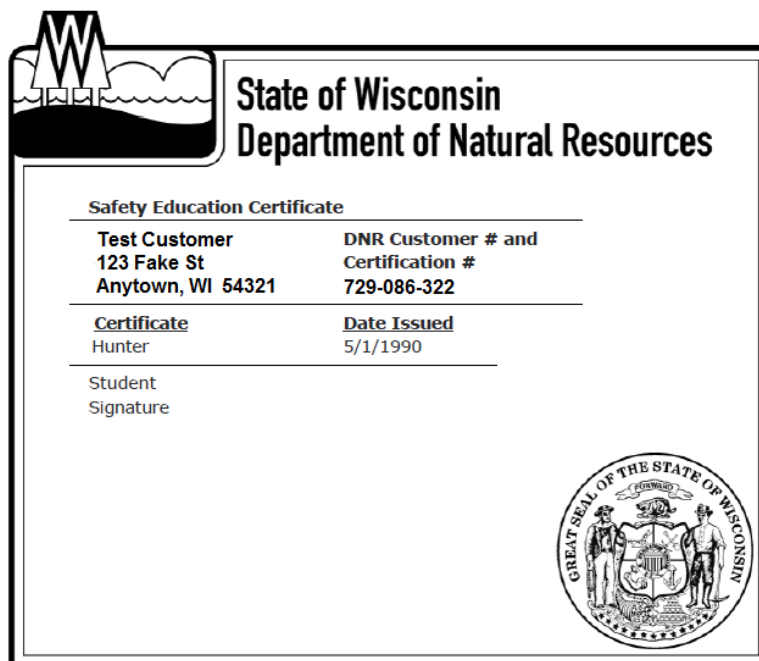 State of Wisconsin
Department of Natural Resources
Safety Education Certificate
Test Customer
123 Fake St
Anytown, WI 54321
DNR Customer # and
Certification #
729-086-322
Certificate
Hunter
Date Issued
5/1/1990
Student
Signature
GREAT SEAL OF THE STATE OF WISCONSIN
FORWARD